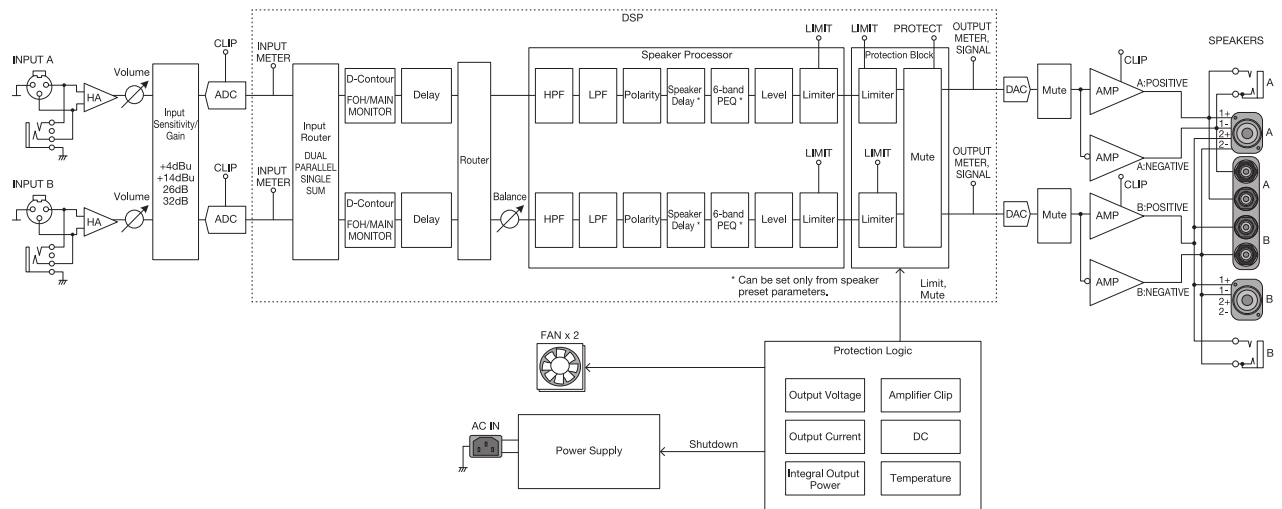 DSP
INPUT A
Volume
HA
Input
Sensitivity/
Gain
+4dBu
+14dBu
26dB
32dB
CLIP
ADC
INPUT
METER
Input
Router
DUAL
PARALLEL
SINGLE
SUM
D-Contour
FOH/MAIN
MONITOR
Delay
Router
Speaker Processor
HPF
LPF
Polarity
Speaker
Delay *
6-band
PEQ *
Level
Limiter
LIMIT
LIMIT
PROTECT
Protection Block
Limiter
Mute
OUTPUT
METER,
SIGNAL
DAC
Mute
CLIP
AMP
A:POSITIVE
AMP
A:NEGATIVE
SPEAKERS
A
1+
1-
2+
2-
A
A
B
INPUT B
Volume
HA
CLIP
ADC
INPUT
METER
D-Contour
FOH/MAIN
MONITOR
Delay
Balance
HPF
LPF
Polarity
Speaker
Delay *
6-band
PEQ *
Level
Limiter
LIMIT
LIMIT
Limiter
OUTPUT
METER,
SIGNAL
DAC
Mute
CLIP
AMP
B:POSITIVE
AMP
B:NEGATIVE
1+
1-
2+
2-
B
B
* Can be set only from speaker
preset parameters.
Limit,
Mute
FAN x 2
AC IN
Power Supply
Shutdown
Protection Logic
Output Voltage
Amplifier Clip
Output Current
DC
Integral Output
Power
Temperature